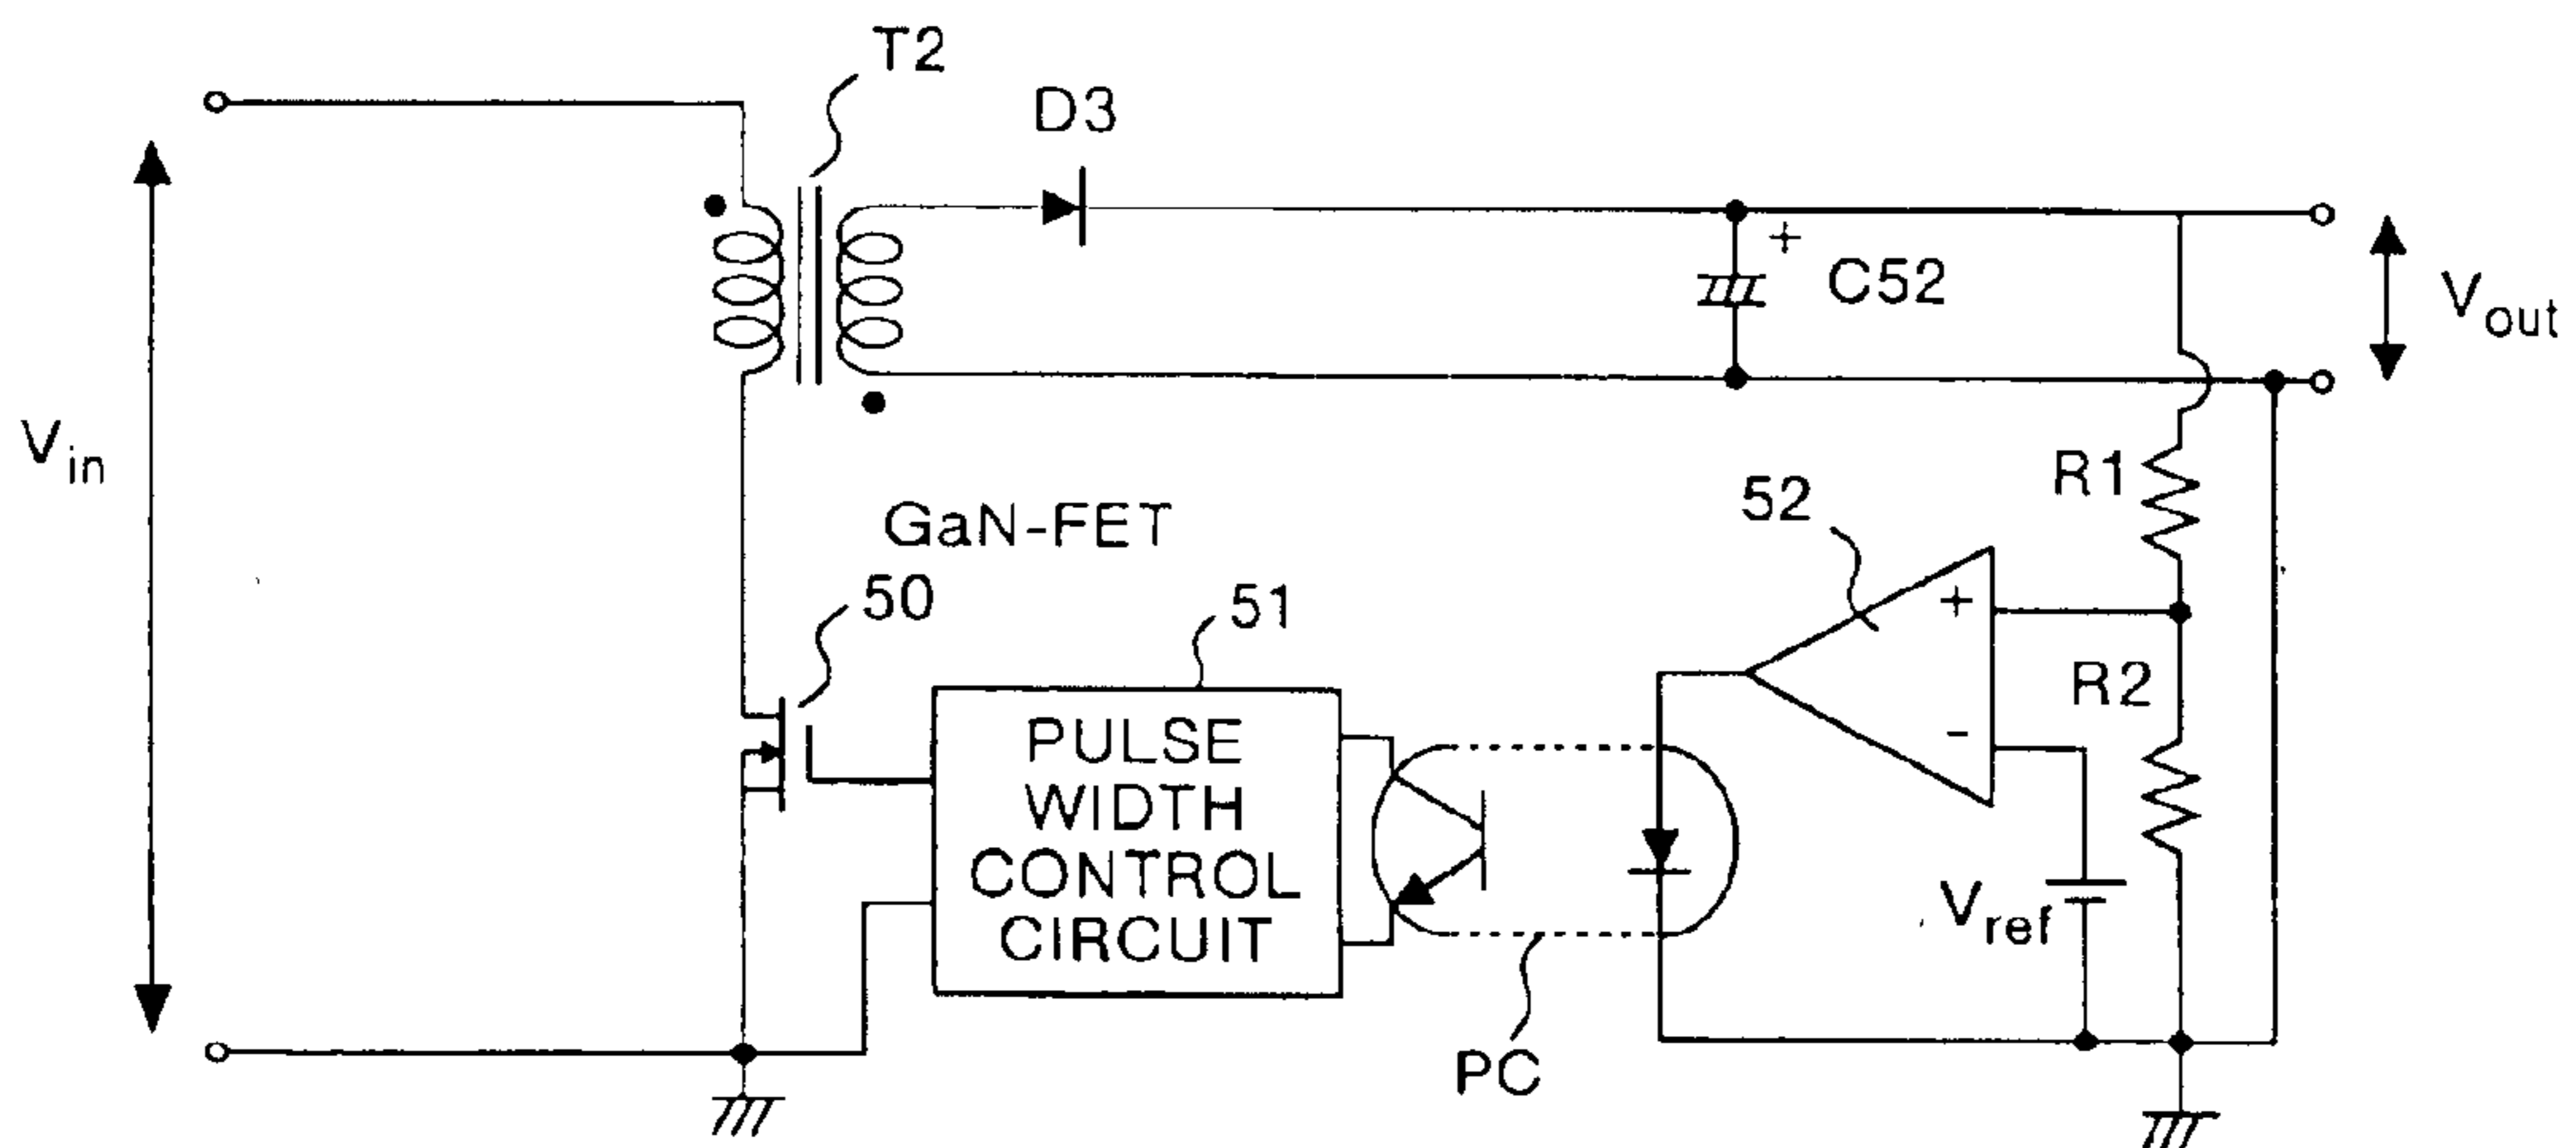 T2
D3
+
C52
Vout
Vin
R1
GaN-FET
52
50
51
+
R2
PULSE
WIDTH
CONTROL
CIRCUIT
-
Vref
PC